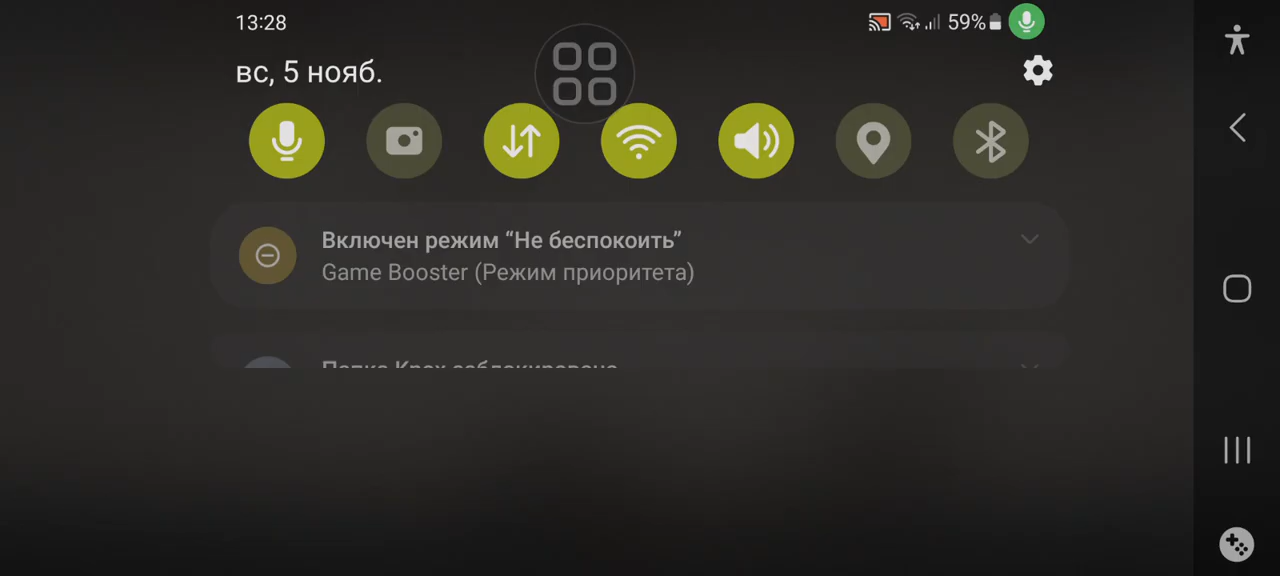 13:28
59%
вс, 5 нояб.
Включен режим “Не беспокоить”
Game Booster (Режим приоритета)